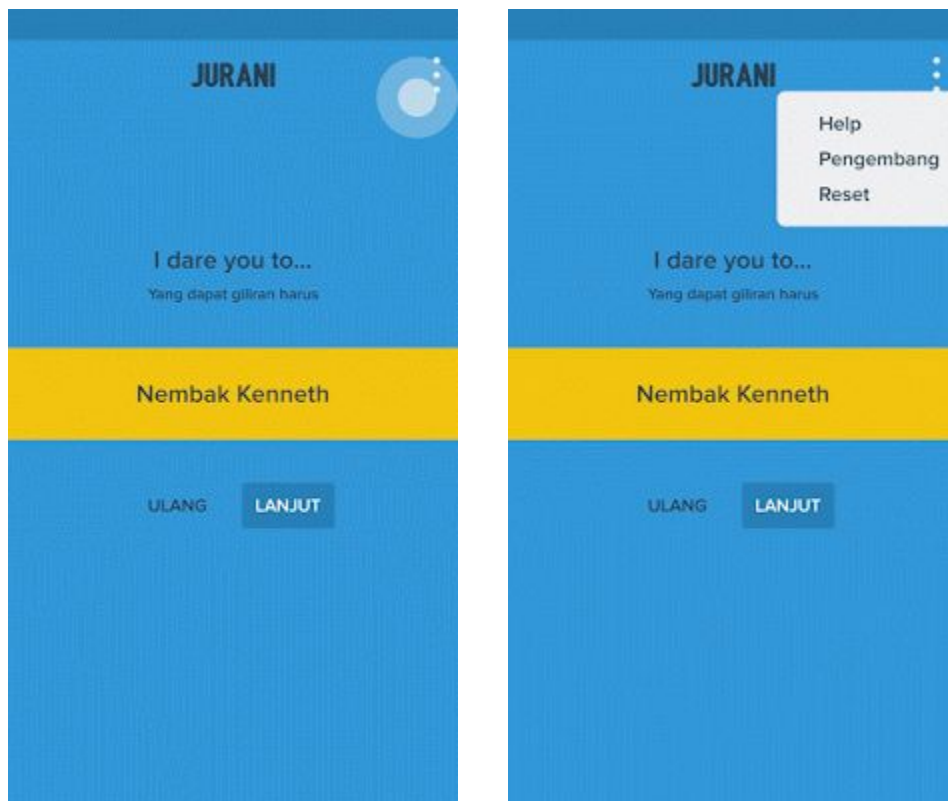 JURANI
I dare you to...
Yang dapat giliran harus
Nembak Kenneth
ULANG
LANJUT
JURANI
Help
Pengembang
Reset
I dare you to...
Yang dapat giliran harus
Nembak Kenneth
ULANG
LANJUT